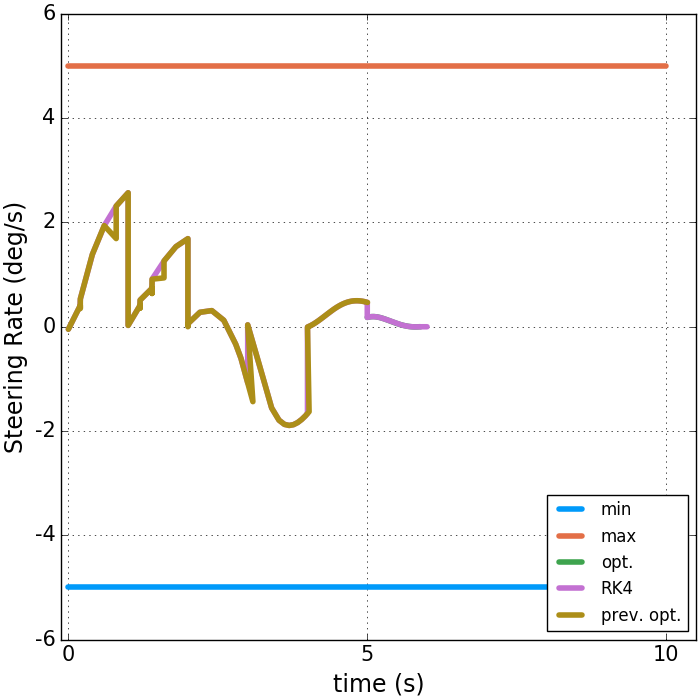 6
4
2
0
-2
-4
-6
Steering Rate (deg/s)
min
max
opt.
RK4
prev. opt.
0 5 10
time (s)